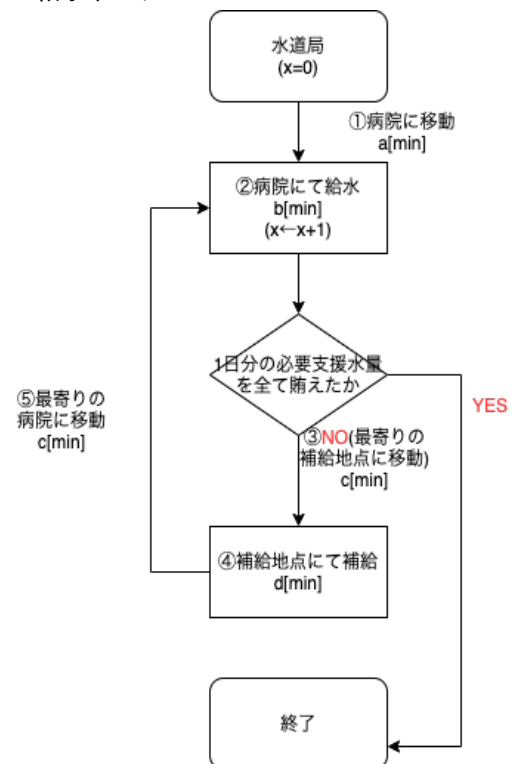 水道局
(x=0)
①病院に移動
a[min]
②病院にて給水
b[min]
(x←x+1)
1日分の必要支援水量
を全て賄えたか
YES
③NO(最寄りの
補給地点に移動)
c[min]
④補給地点にて補給
d[min]
⑤最寄りの
病院に移動
c[min]
終了